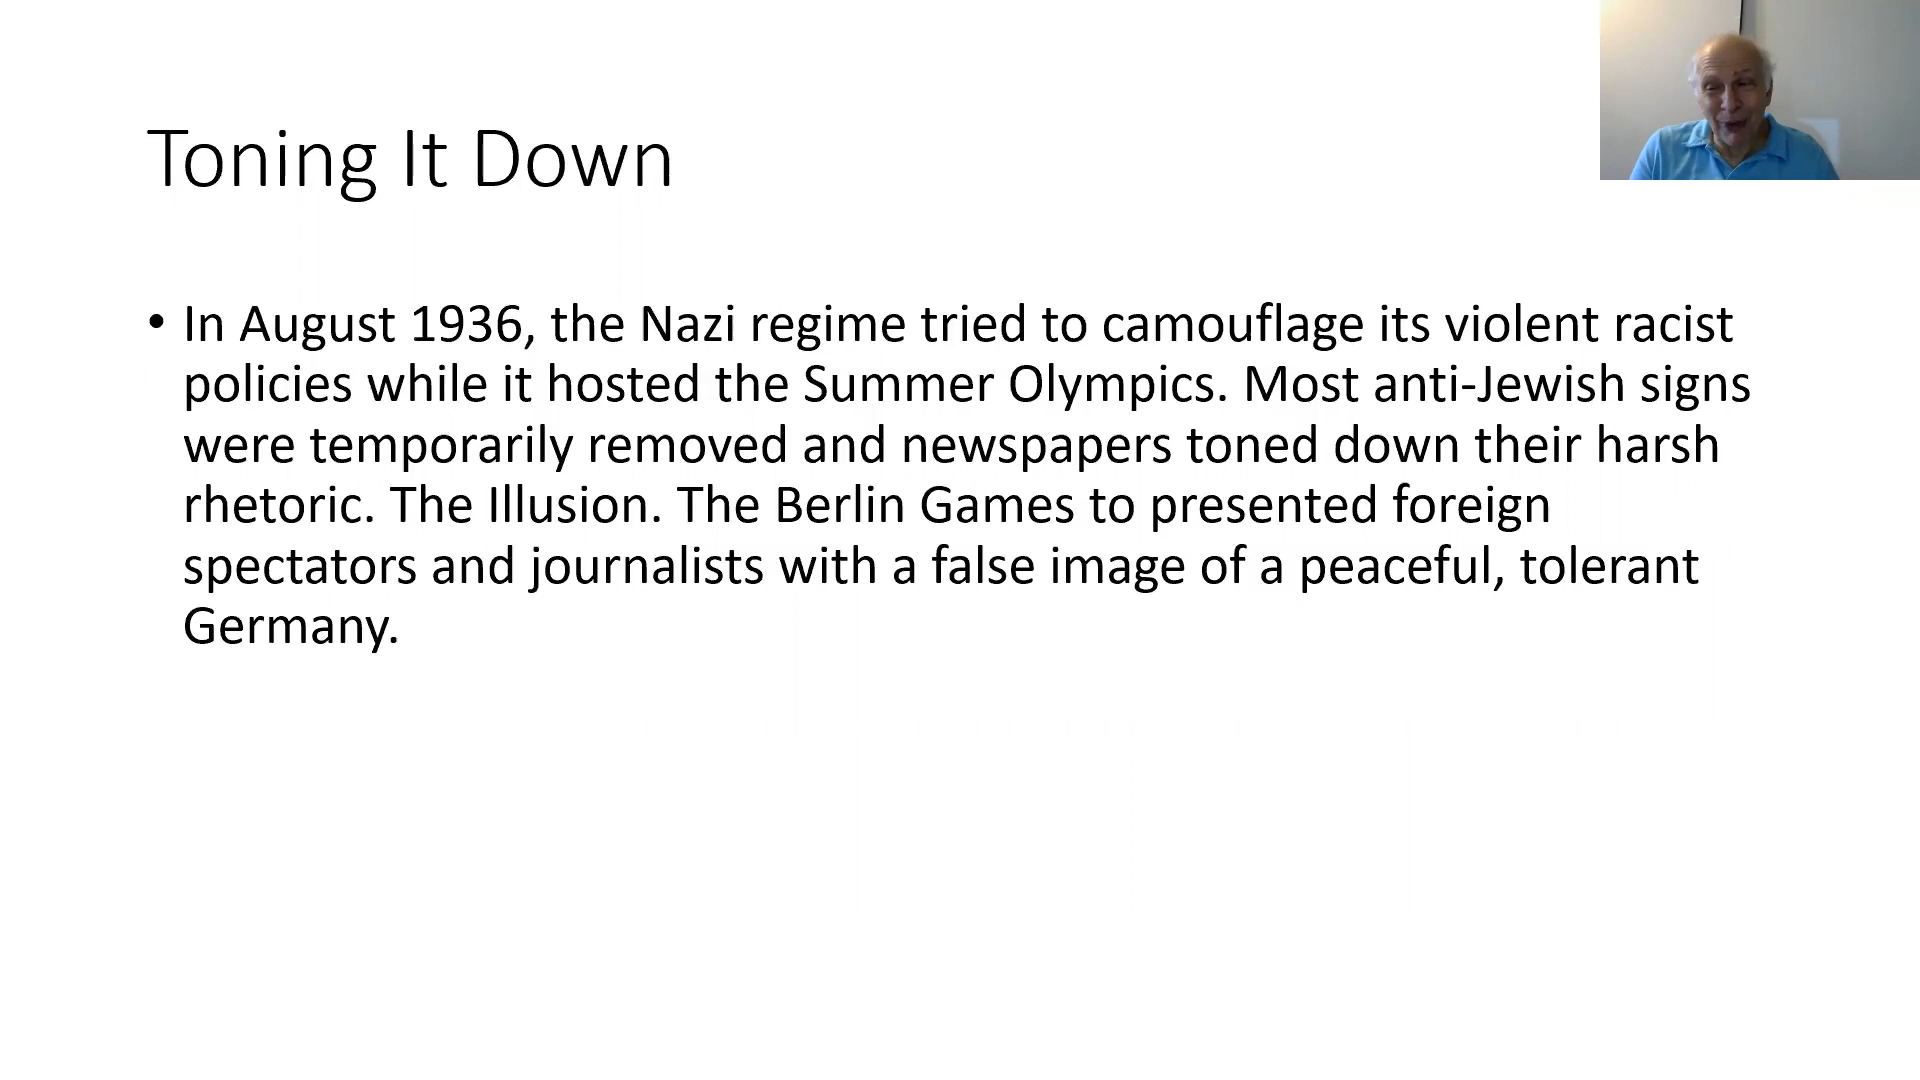 Toning It Down
• In August 1936, the Nazi regime tried to camouflage its violent racist
policies while it hosted the Summer Olympics. Most anti-Jewish signs
were temporarily removed and newspapers toned down their harsh
rhetoric. The Illusion. The Berlin Games to presented foreign
spectators and journalists with a false image of a peaceful, tolerant
Germany.